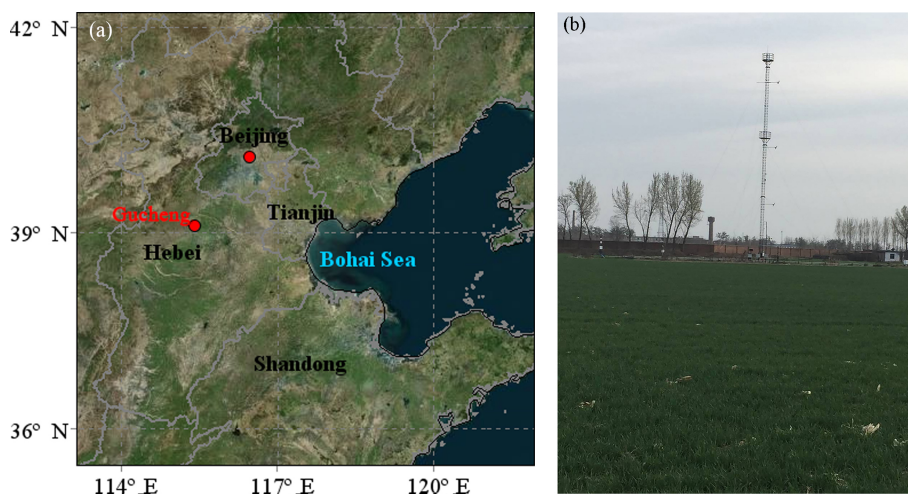 42° N
(a)
(b)
Beijing
Gucheng
Tianjin
39° N
Hebei
Bohai Sea
Shandong
36° N
114° E
117° E
120° E